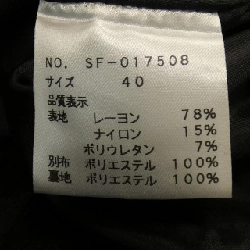 NO. SF-017508
サイズ 40
品質表示
表地 レーヨン 78%
ナイロン 15%
ポリウレタン 7%
別布 ポリエステル 100%
裏地 ポリエステル 100%